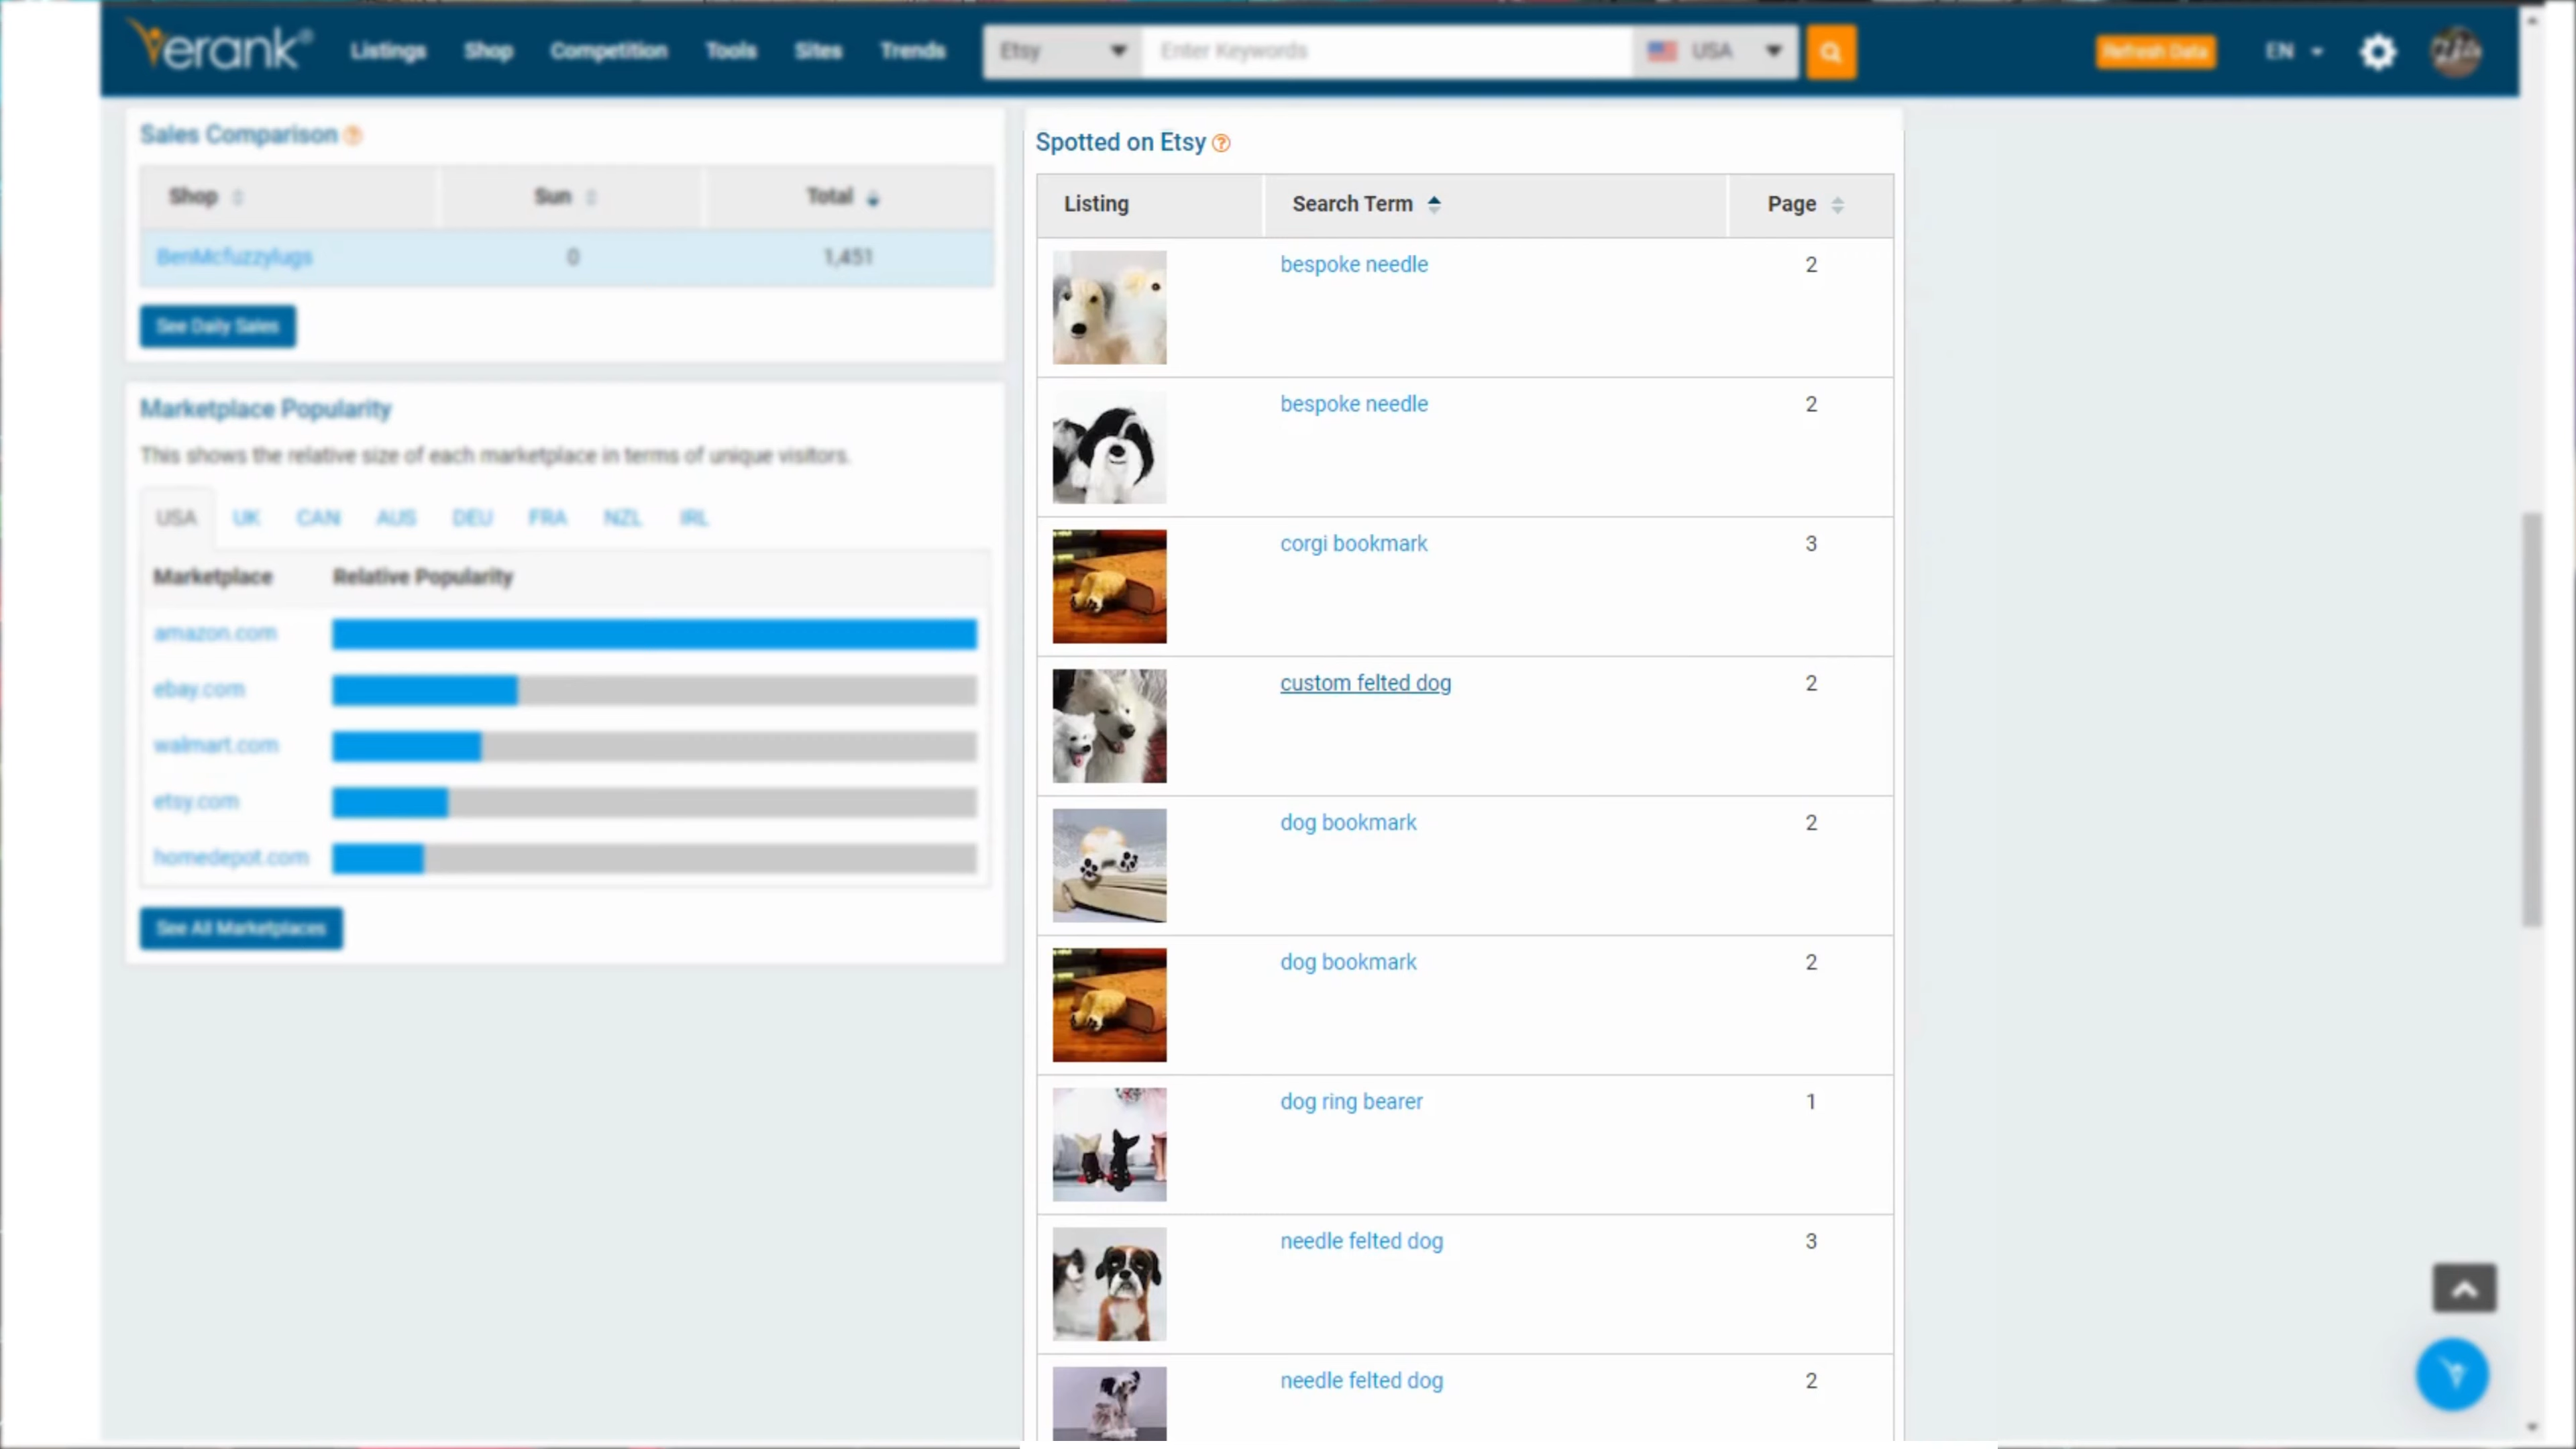 erank®
Listings Shop Competition Tools Sites Trends
Etsy Enter Keywords USA
Refresh Data EN
Sales Comparison ?
Shop Sun Total
BenMcfuzzylugs 0 1,451
See Daily Sales
Marketplace Popularity
This shows the relative size of each marketplace in terms of unique visitors.
USA UK CAN AUS DEU FRA NZL IRL
Marketplace Relative Popularity
amazon.com
ebay.com
walmart.com
etsy.com
homedepot.com
See All Marketplaces
Spotted on Etsy ?
Listing Search Term Page
bespoke needle 2
bespoke needle 2
corgi bookmark 3
custom felted dog 2
dog bookmark 2
dog bookmark 2
dog ring bearer 1
needle felted dog 3
needle felted dog 2